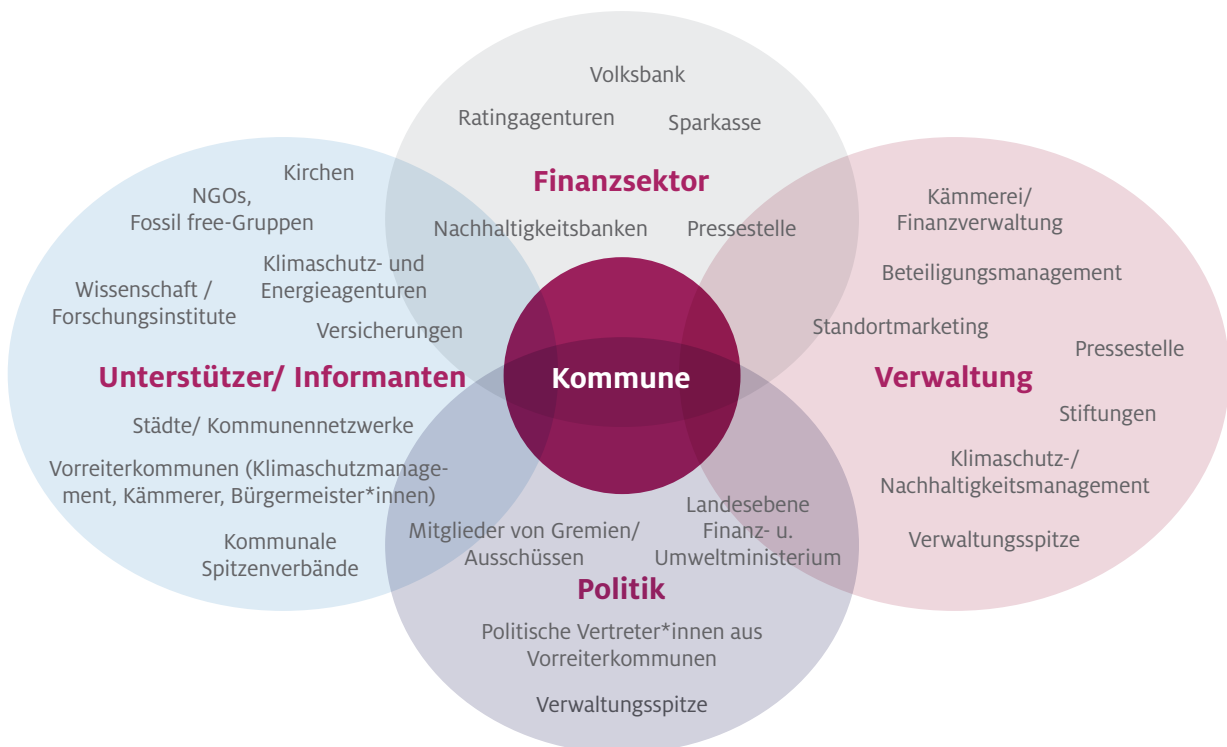 Volksbank
Ratingagenturen
Sparkasse
Finanzsektor
Nachhaltigkeitsbanken
Pressestelle
Kirchen
NGOs,
Fossil free-Gruppen
Klimaschutz- und
Energieagenturen
Wissenschaft /
Forschungsinstitute
Versicherungen
Unterstützer/ Informanten
Städte/ Kommunennetzwerke
Vorreiterkommunen (Klimaschutzmanage-
ment, Kämmerer, Bürgermeister*innen)
Kommunale
Spitzenverbände
Kommune
Kämmerei/
Finanzverwaltung
Beteiligungsmanagement
Standortmarketing
Pressestelle
Verwaltung
Stiftungen
Klimaschutz-/
Nachhaltigkeitsmanagement
Verwaltungsspitze
Mitglieder von Gremien/
Ausschüssen
Landesebene
Finanz- u.
Umweltministerium
Politik
Politische Vertreter*innen aus
Vorreiterkommunen
Verwaltungsspitze